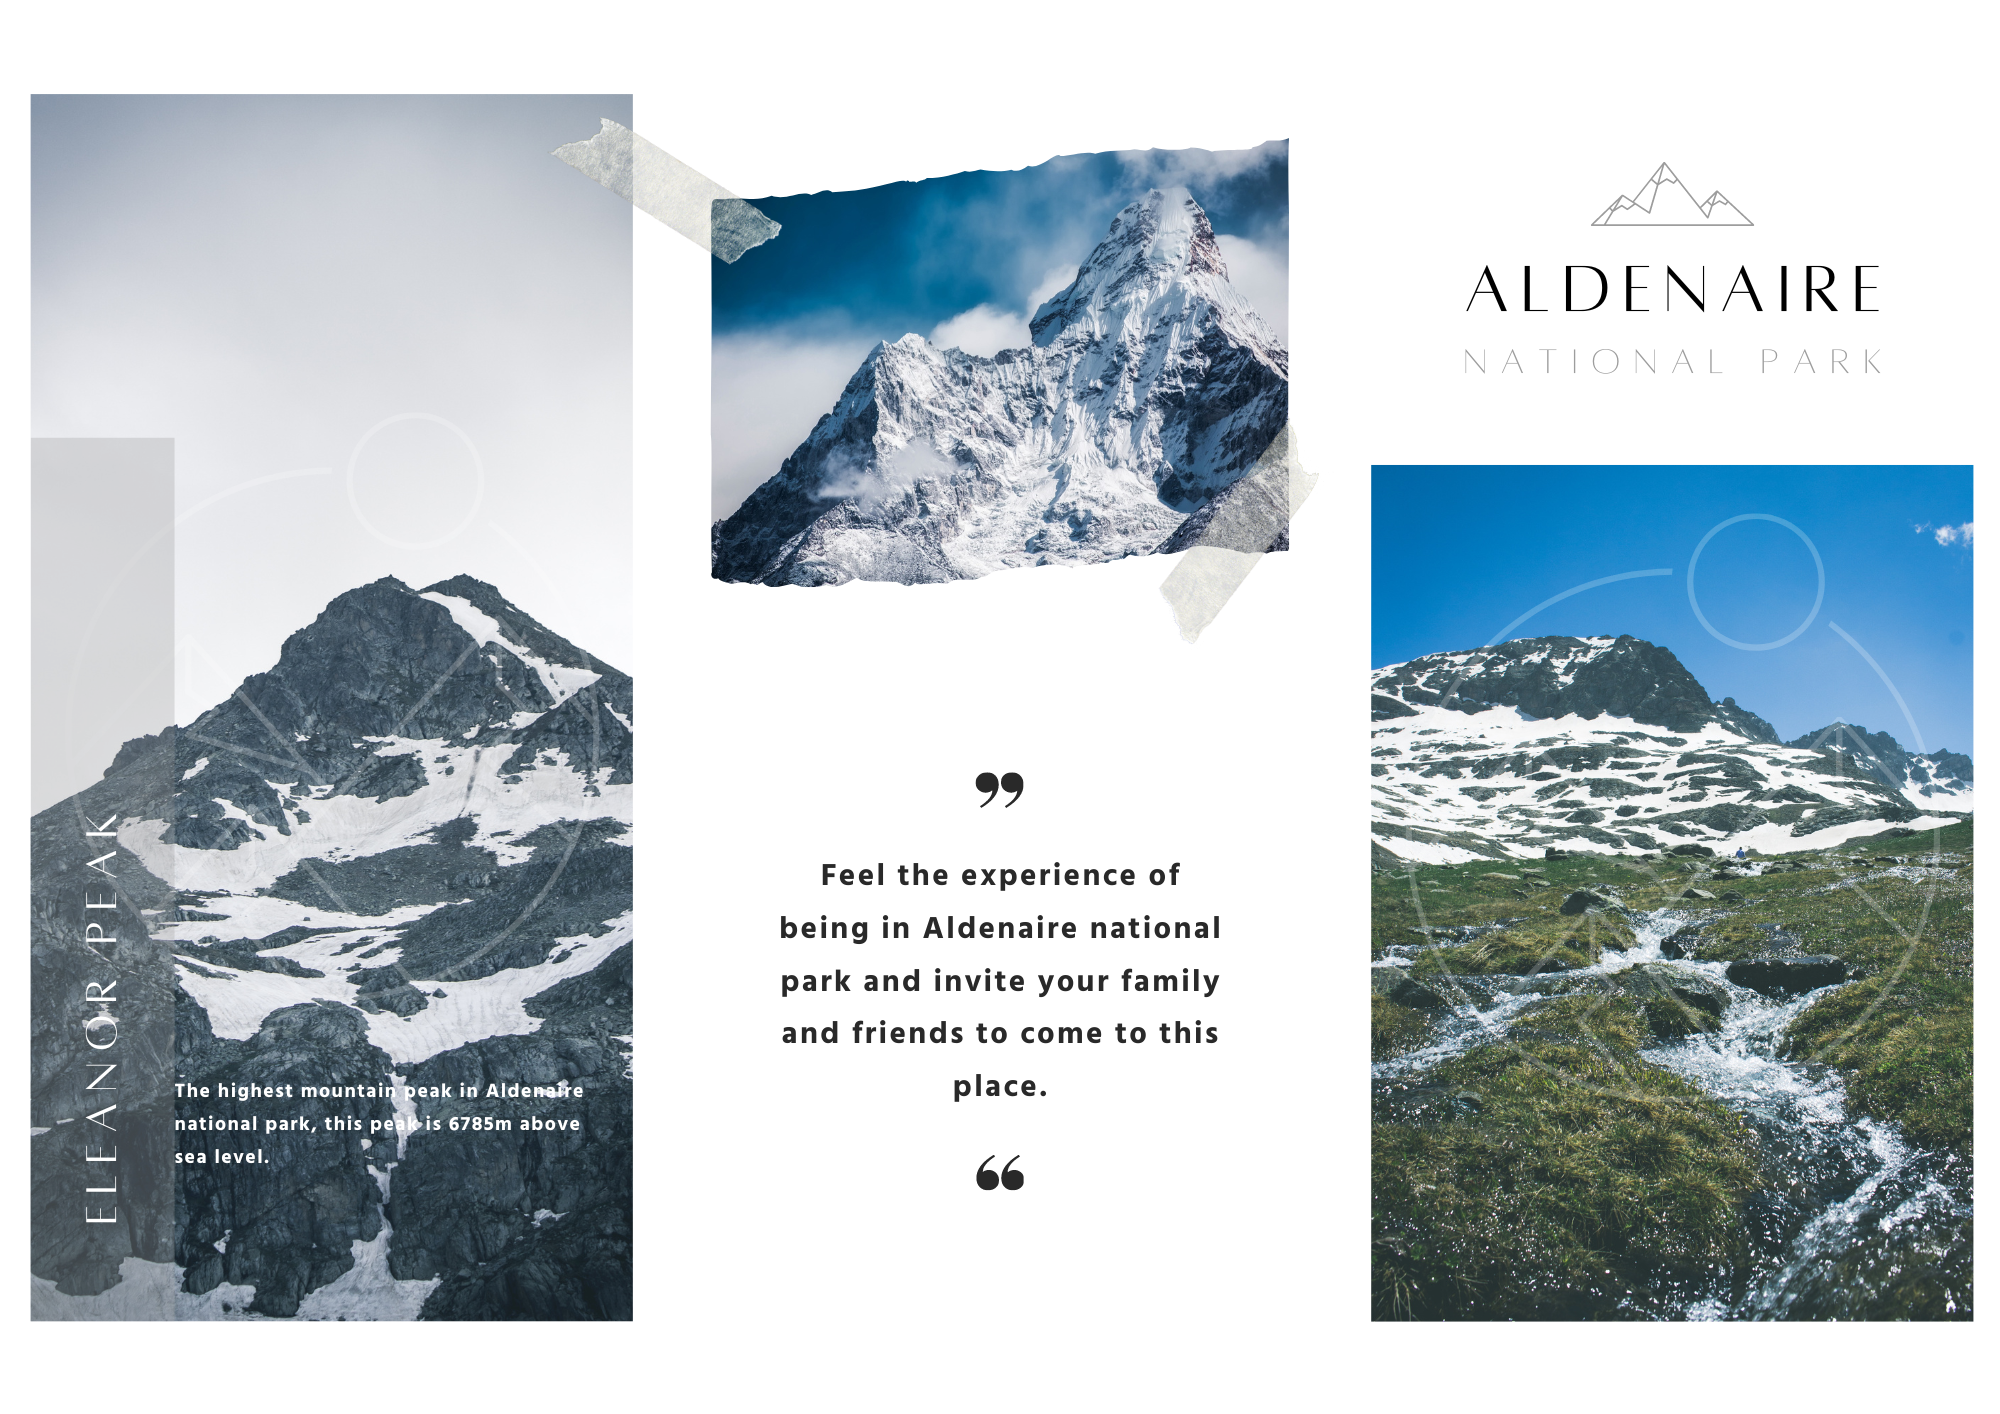 ELEANOR PEAK
The highest mountain peak in Aldenaire
national park, this peak is 6785m above
sea level.
”
Feel the experience of
being in Aldenaire national
park and invite your family
and friends to come to this
place.
“
ALDENAIRE
NATIONAL PARK